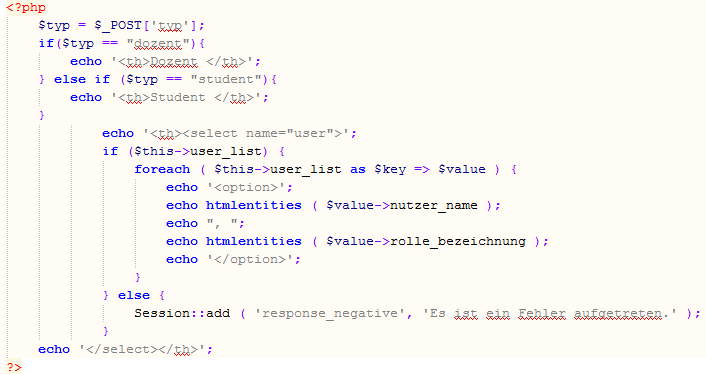 <?php
$typ = $_POST['typ'];
if($typ == "dozent"){
echo '<th>Dozent </th>';
} else if ($typ == "student"){
echo '<th>Student </th>';
}
echo '<th><select name="user">';
if ($this->user_list) {
foreach ( $this->user_list as $key => $value ) {
echo '<option>';
echo htmlentities ( $value->nutzer_name );
echo ", ";
echo htmlentities ( $value->rolle_bezeichnung );
echo '</option>';
}
} else {
Session::add ( 'response_negative', 'Es ist ein Fehler aufgetreten.' );
}
echo '</select></th>';
?>